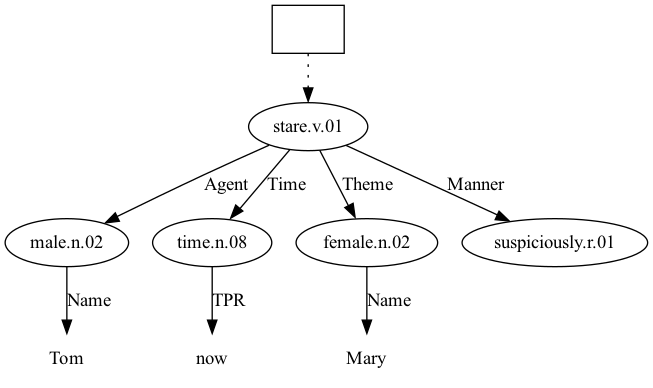 stare.v.01
Agent Time Theme Manner
male.n.02 time.n.08 female.n.02 suspiciously.r.01
Name TPR Name
Tom now Mary